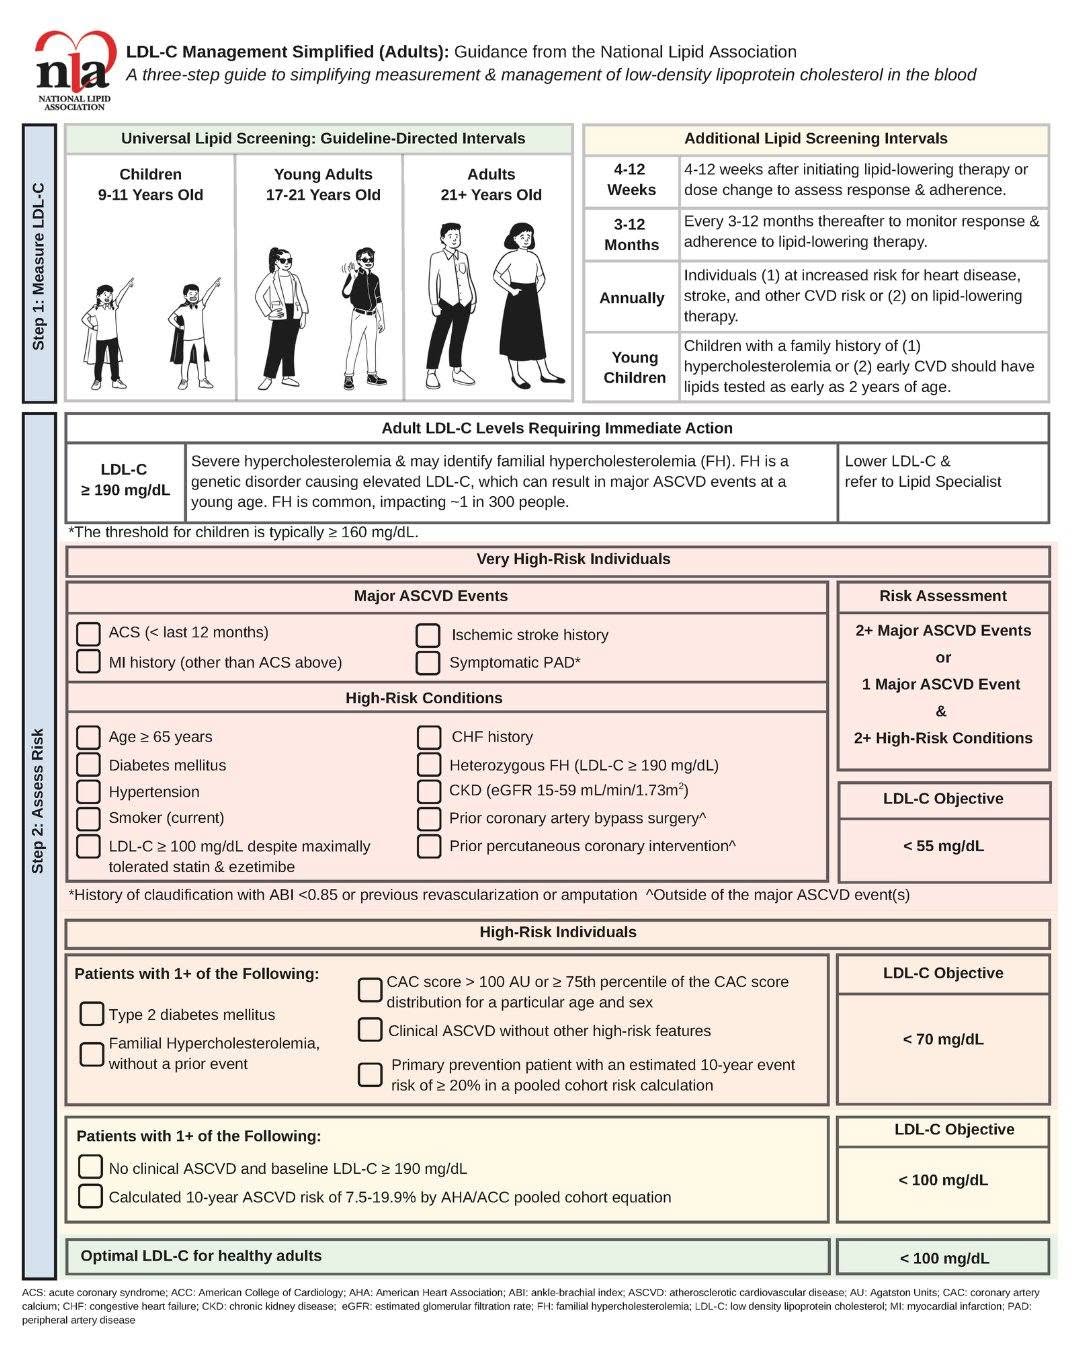 nla
NATIONAL LIPID
ASSOCIATION
LDL-C Management Simplified (Adults): Guidance from the National Lipid Association
A three-step guide to simplifying measurement & management of low-density lipoprotein cholesterol in the blood
Step 1: Measure LDL-C
Universal Lipid Screening: Guideline-Directed Intervals
Children
9-11 Years Old
Young Adults
17-21 Years Old
Adults
21+ Years Old
Additional Lipid Screening Intervals
4-12
Weeks
4-12 weeks after initiating lipid-lowering therapy or
dose change to assess response & adherence.
3-12
Months
Every 3-12 months thereafter to monitor response &
adherence to lipid-lowering therapy.
Annually
Individuals (1) at increased risk for heart disease,
stroke, and other CVD risk or (2) on lipid-lowering
therapy.
Young
Children
Children with a family history of (1)
hypercholesterolemia or (2) early CVD should have
lipids tested as early as 2 years of age.
Step 2: Assess Risk
Adult LDL-C Levels Requiring Immediate Action
LDL-C
≥ 190 mg/dL
Severe hypercholesterolemia & may identify familial hypercholesterolemia (FH). FH is a
genetic disorder causing elevated LDL-C, which can result in major ASCVD events at a
young age. FH is common, impacting ~1 in 300 people.
Lower LDL-C &
refer to Lipid Specialist
*The threshold for children is typically ≥ 160 mg/dL.
Very High-Risk Individuals
Major ASCVD Events
ACS (< last 12 months)
MI history (other than ACS above)
Ischemic stroke history
Symptomatic PAD*
High-Risk Conditions
Age ≥ 65 years
Diabetes mellitus
Hypertension
Smoker (current)
LDL-C ≥ 100 mg/dL despite maximally
tolerated statin & ezetimibe
CHF history
Heterozygous FH (LDL-C ≥ 190 mg/dL)
CKD (eGFR 15-59 mL/min/1.73m²)
Prior coronary artery bypass surgery^
Prior percutaneous coronary intervention^
Risk Assessment
2+ Major ASCVD Events
or
1 Major ASCVD Event
&
2+ High-Risk Conditions
LDL-C Objective
< 55 mg/dL
*History of claudification with ABI <0.85 or previous revascularization or amputation ^Outside of the major ASCVD event(s)
High-Risk Individuals
Patients with 1+ of the Following:
Type 2 diabetes mellitus
Familial Hypercholesterolemia,
without a prior event
CAC score > 100 AU or ≥ 75th percentile of the CAC score
distribution for a particular age and sex
Clinical ASCVD without other high-risk features
Primary prevention patient with an estimated 10-year event
risk of ≥ 20% in a pooled cohort risk calculation
LDL-C Objective
< 70 mg/dL
Patients with 1+ of the Following:
No clinical ASCVD and baseline LDL-C ≥ 190 mg/dL
Calculated 10-year ASCVD risk of 7.5-19.9% by AHA/ACC pooled cohort equation
LDL-C Objective
< 100 mg/dL
Optimal LDL-C for healthy adults
< 100 mg/dL
ACS: acute coronary syndrome; ACC: American College of Cardiology; AHA: American Heart Association; ABI: ankle-brachial index; ASCVD: atherosclerotic cardiovascular disease; AU: Agatston Units; CAC: coronary artery
calcium; CHF: congestive heart failure; CKD: chronic kidney disease; eGFR: estimated glomerular filtration rate; FH: familial hypercholesterolemia; LDL-C: low density lipoprotein cholesterol; MI: myocardial infarction; PAD:
peripheral artery disease